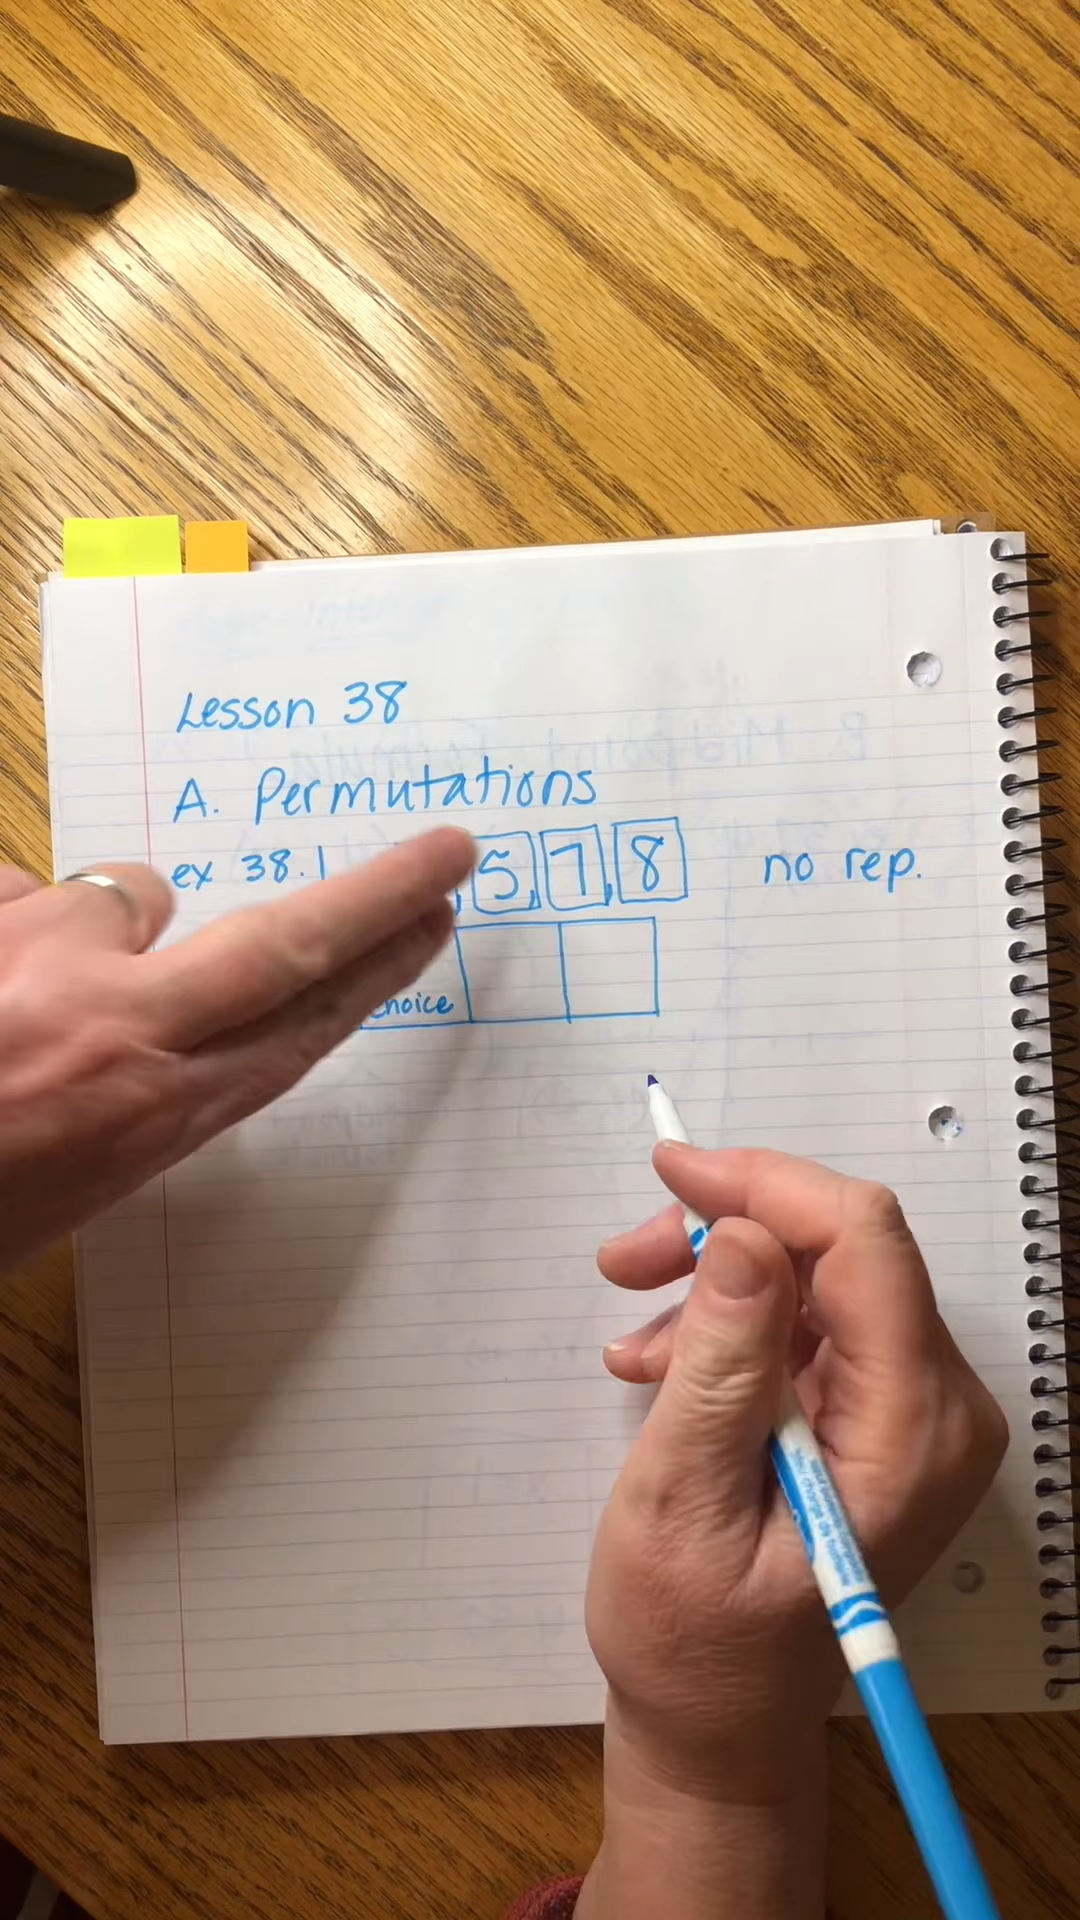 Lesson 38
A. Permutations
ex 38.1 , 5, 7, 8 no rep.
choice